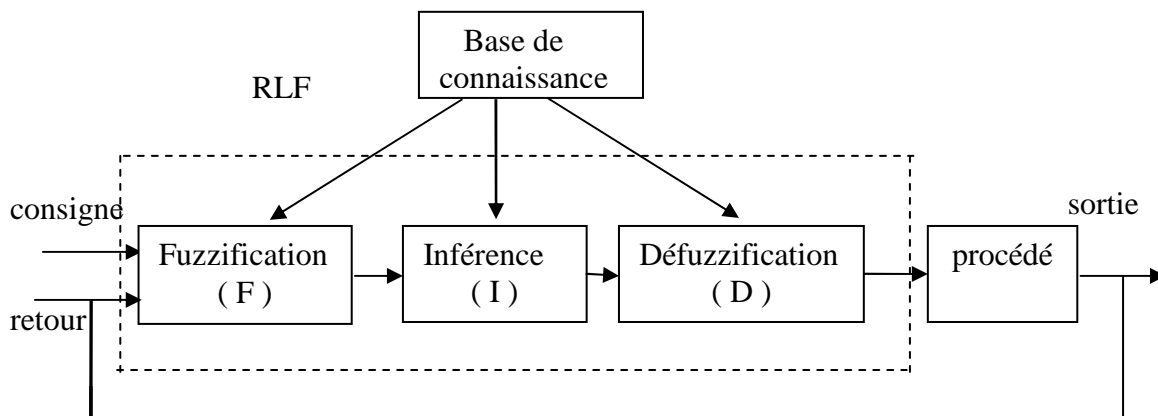 Base de
connaissance
RLF
consigne
sortie
Fuzzification
( F )
Inférence
( I )
Défuzzification
( D )
procédé
retour